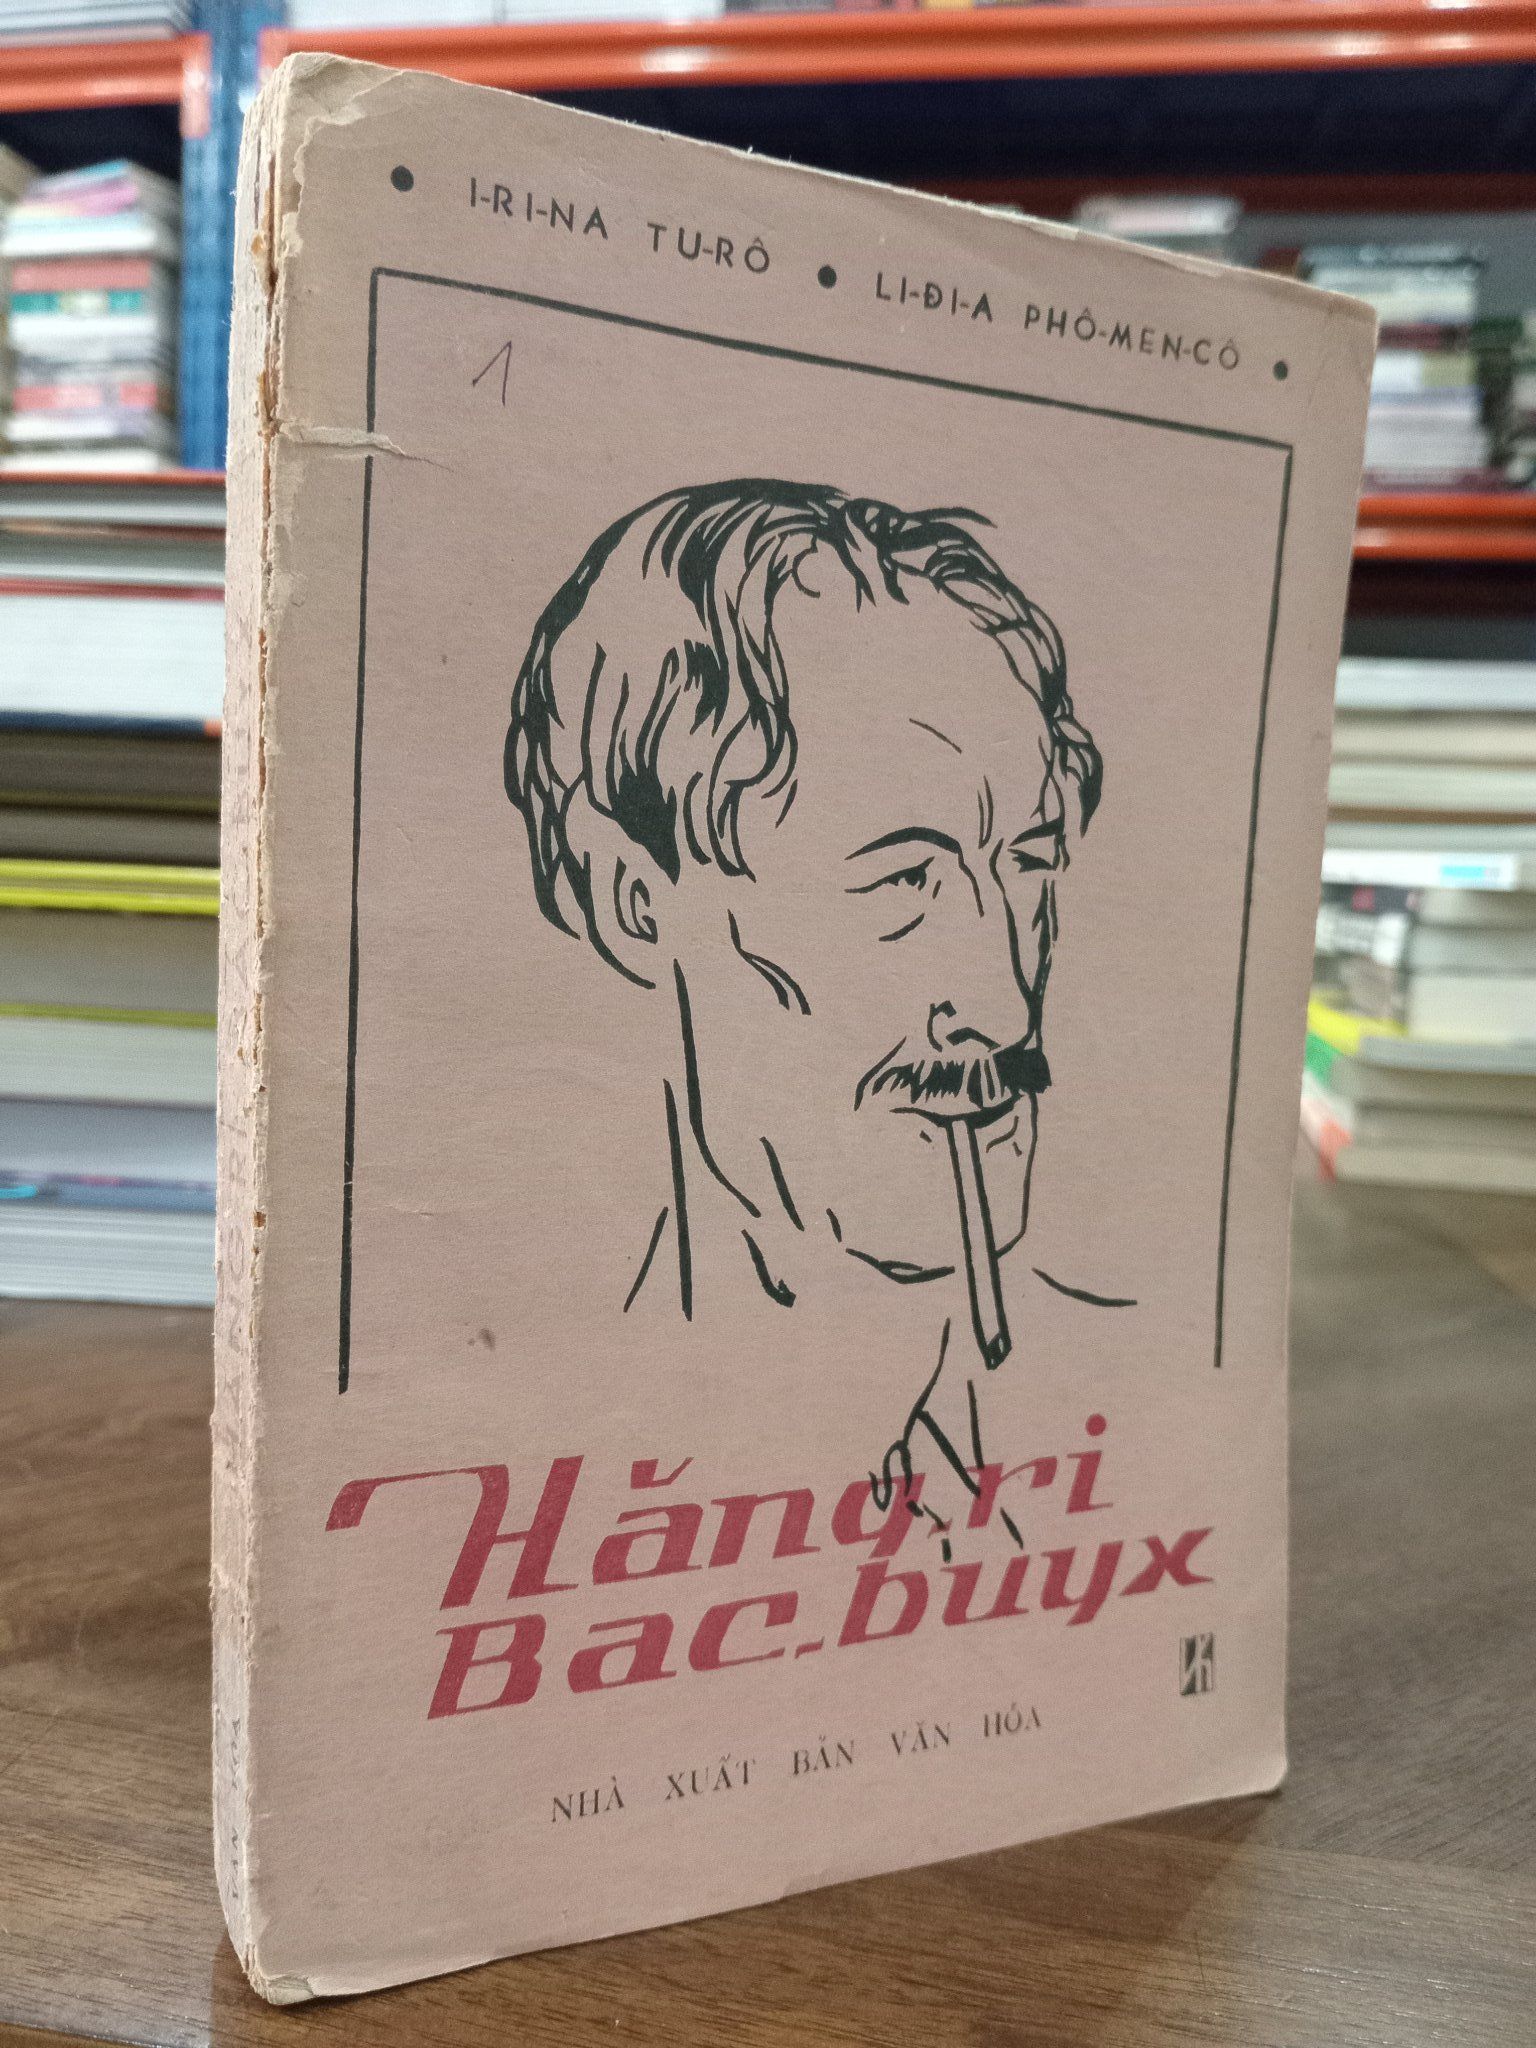 • I-RI-NA TU-RÔ • LI-ĐI-A PHÔ-MEN-CÔ •
1
Hăng-ri
Bac-buyx
NHÀ XUẤT BẢN VĂN HÓA